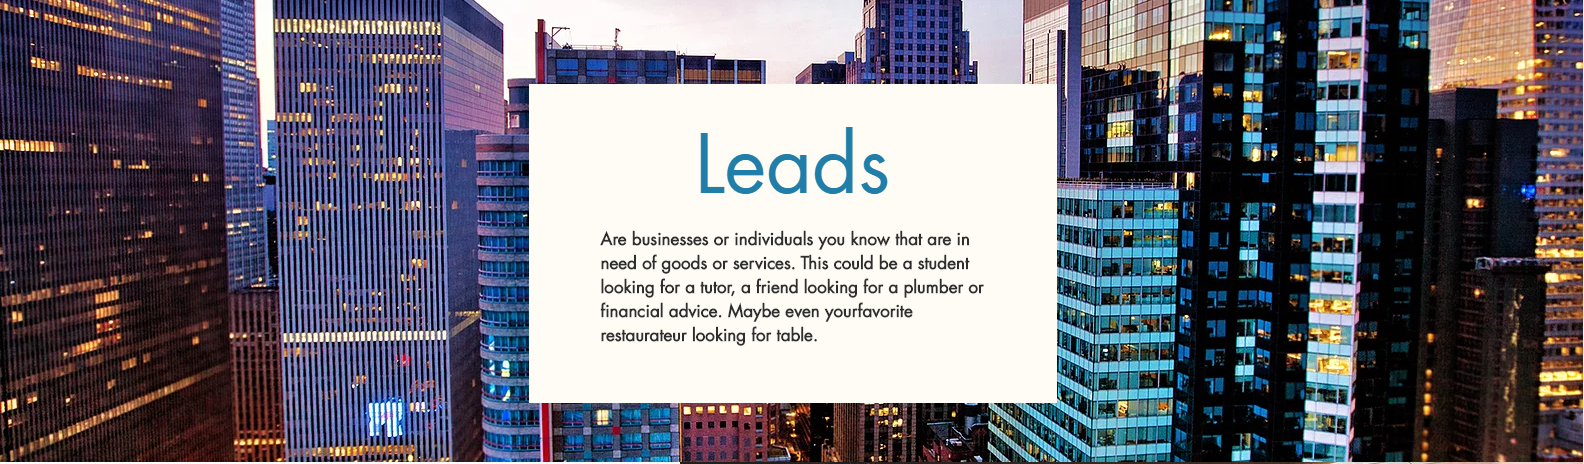 Leads
Are businesses or individuals you know that are in
need of goods or services. This could be a student
looking for a tutor, a friend looking for a plumber or
financial advice. Maybe even yourfavorite
restaurateur looking for table.